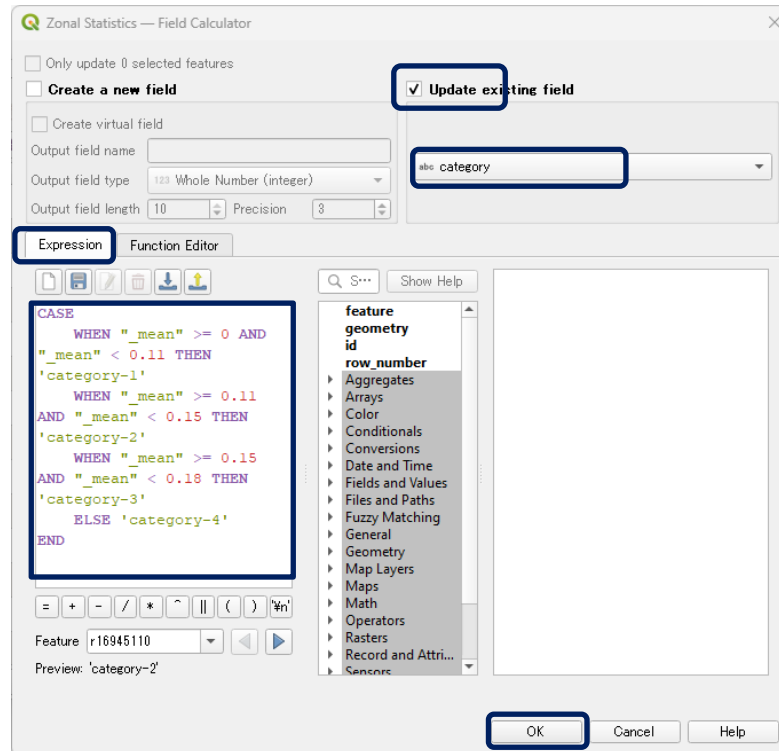 Zonal Statistics — Field Calculator
Only update 0 selected features
Create a new field
Update existing field
Create virtual field
Output field name
Output field type 123 Whole Number (integer)
Output field length 10 Precision 3
abc category
Expression Function Editor
S… Show Help
CASE
WHEN "_mean" >= 0 AND
"_mean" < 0.11 THEN
'category-1'
WHEN "_mean" >= 0.11
AND "_mean" < 0.15 THEN
'category-2'
WHEN "_mean" >= 0.15
AND "_mean" < 0.18 THEN
'category-3'
ELSE 'category-4'
END
feature
geometry
id
row_number
Aggregates
Arrays
Color
Conditionals
Conversions
Date and Time
Fields and Values
Files and Paths
Fuzzy Matching
General
Geometry
Map Layers
Maps
Math
Operators
Rasters
Record and Attri...
Sensors
= + - / * ^ || ( ) '¥n'
Feature r16945110
Preview: 'category-2'
OK Cancel Help